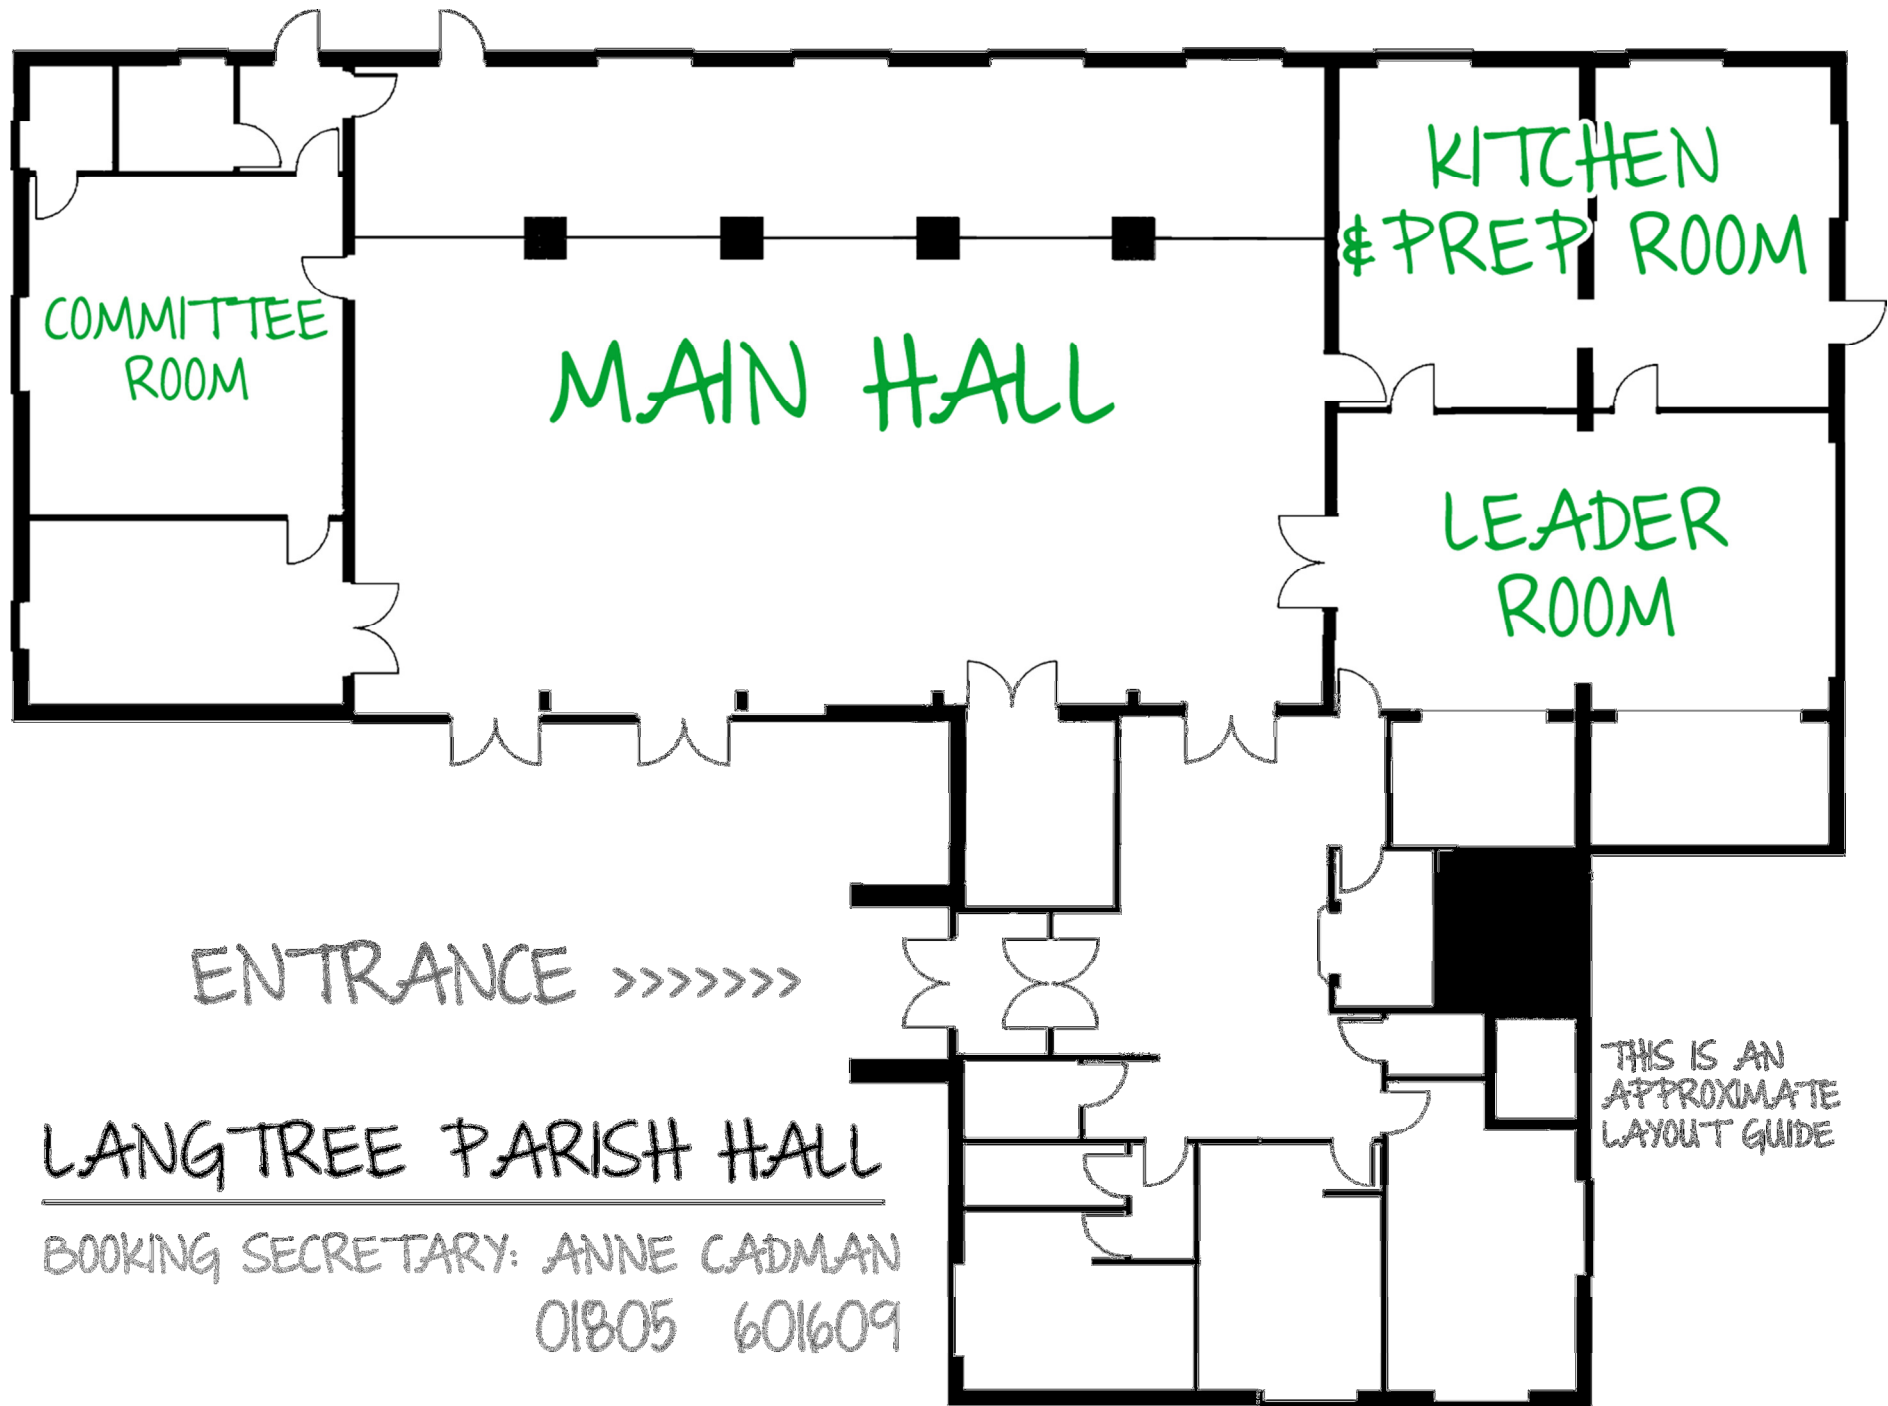 KITCHEN
& PREP ROOM
COMMITTEE
ROOM
MAIN HALL
LEADER
ROOM
ENTRANCE >>>>>>>
THIS IS AN
APPROXIMATE
LAYOUT GUIDE
LANGTREE PARISH HALL
BOOKING SECRETARY: ANNE CADMAN
01805 601609